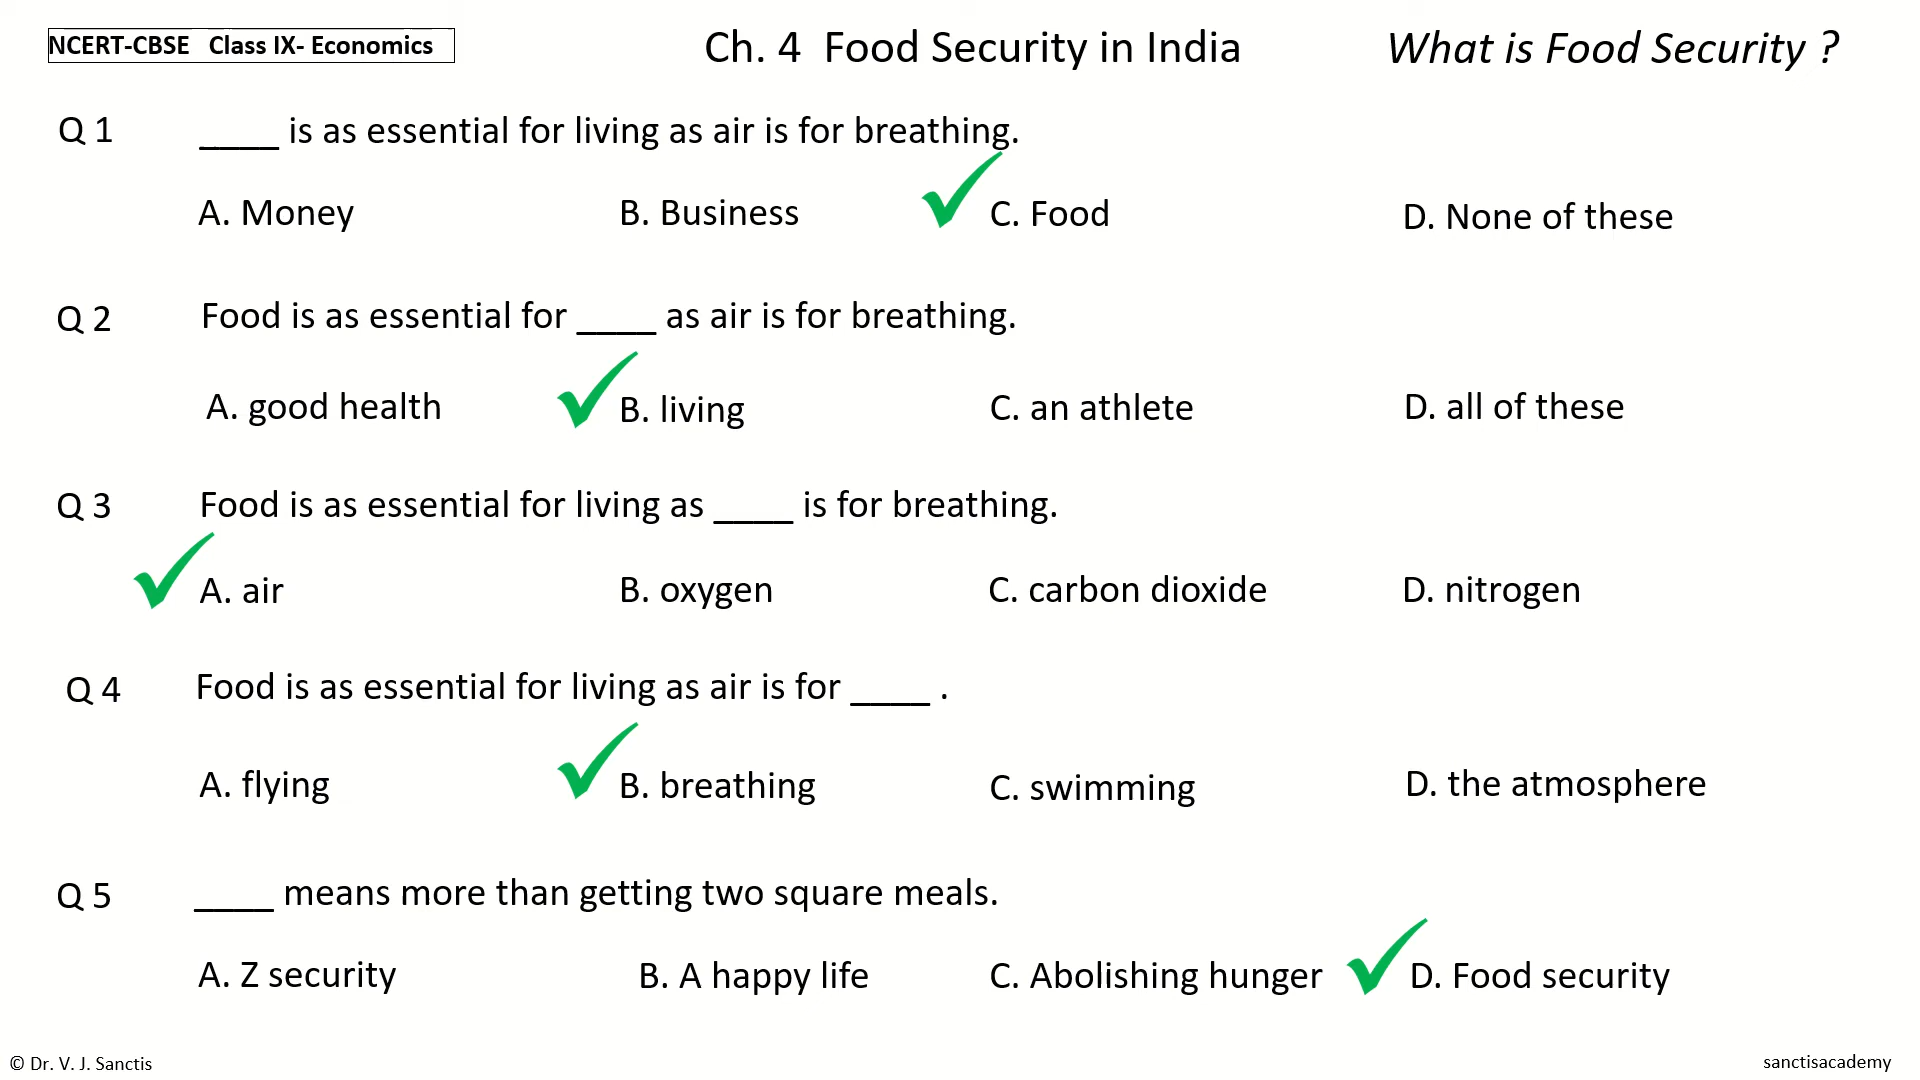 NCERT-CBSE Class IX- Economics
Ch. 4 Food Security in India
What is Food Security ?
Q 1 ____ is as essential for living as air is for breathing.
A. Money B. Business C. Food D. None of these
Q 2 Food is as essential for ____ as air is for breathing.
A. good health B. living C. an athlete D. all of these
Q 3 Food is as essential for living as ____ is for breathing.
A. air B. oxygen C. carbon dioxide D. nitrogen
Q 4 Food is as essential for living as air is for ____ .
A. flying B. breathing C. swimming D. the atmosphere
Q 5 ____ means more than getting two square meals.
A. Z security B. A happy life C. Abolishing hunger D. Food security
© Dr. V. J. Sanctis
sanctisacademy